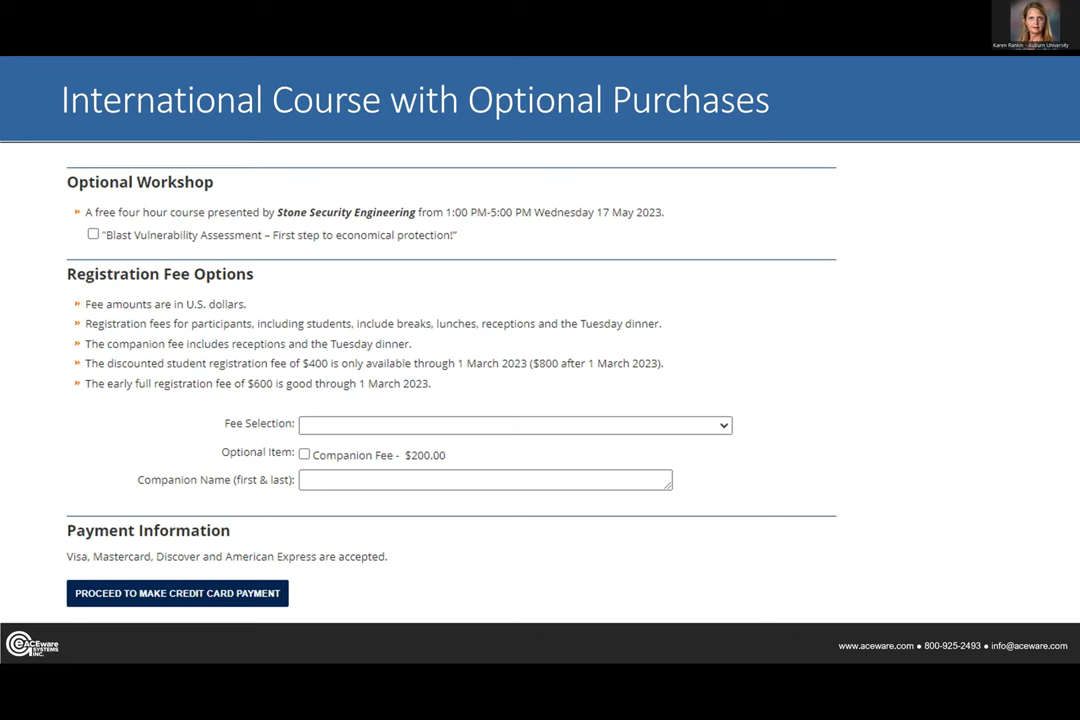 Karen Rankin - Auburn University
International Course with Optional Purchases
Optional Workshop
» A free four hour course presented by Stone Security Engineering from 1:00 PM-5:00 PM Wednesday 17 May 2023.
"Blast Vulnerability Assessment – First step to economical protection!"
Registration Fee Options
» Fee amounts are in U.S. dollars.
» Registration fees for participants, including students, include breaks, lunches, receptions and the Tuesday dinner.
» The companion fee includes receptions and the Tuesday dinner.
» The discounted student registration fee of $400 is only available through 1 March 2023 ($800 after 1 March 2023).
» The early full registration fee of $600 is good through 1 March 2023.
Fee Selection:
Optional Item: Companion Fee - $200.00
Companion Name (first & last):
Payment Information
Visa, Mastercard, Discover and American Express are accepted.
PROCEED TO MAKE CREDIT CARD PAYMENT
ACEware
SYSTEMS
INC.
www.aceware.com ● 800-925-2493 ● info@aceware.com